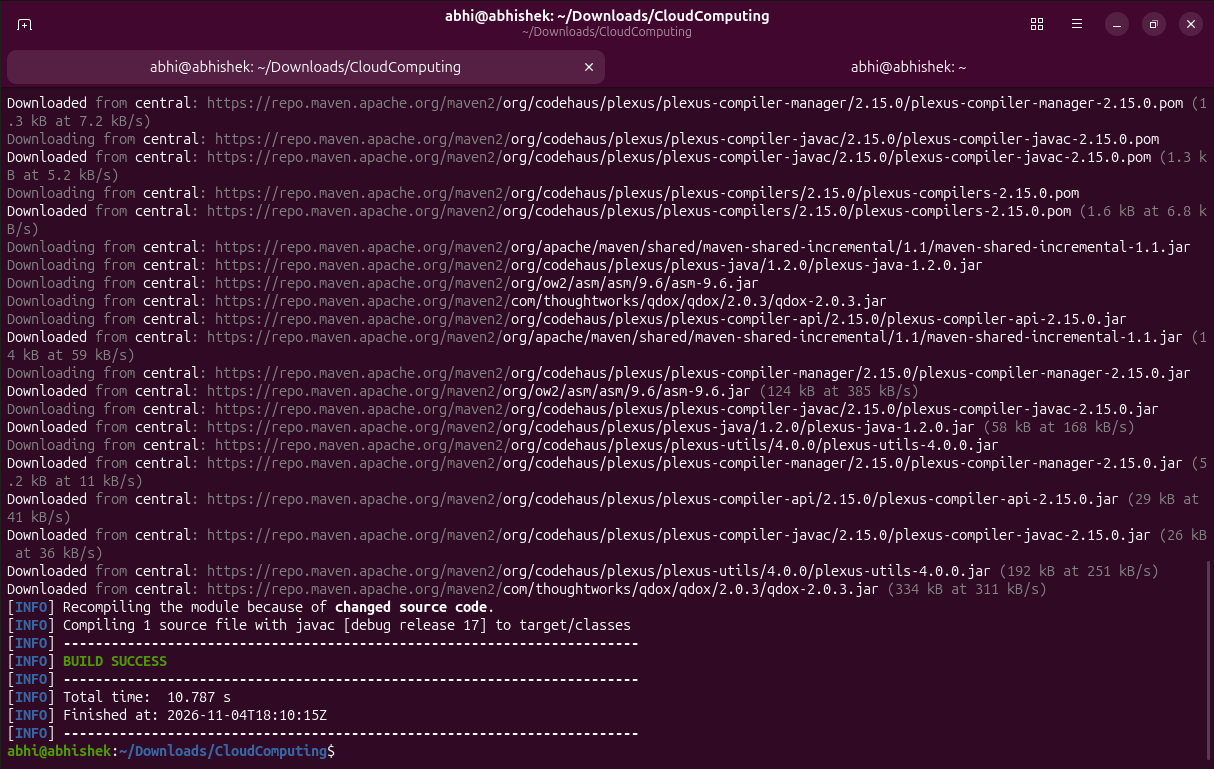 abhi@abhishek: ~/Downloads/CloudComputing
~/Downloads/CloudComputing
abhi@abhishek: ~/Downloads/CloudComputing
abhi@abhishek: ~
Downloaded from central: https://repo.maven.apache.org/maven2/org/codehaus/plexus/plexus-compiler-manager/2.15.0/plexus-compiler-manager-2.15.0.pom (1
.3 kB at 7.2 kB/s)
Downloading from central: https://repo.maven.apache.org/maven2/org/codehaus/plexus/plexus-compiler-javac/2.15.0/plexus-compiler-javac-2.15.0.pom
Downloaded from central: https://repo.maven.apache.org/maven2/org/codehaus/plexus/plexus-compiler-javac/2.15.0/plexus-compiler-javac-2.15.0.pom (1.3 k
B at 5.2 kB/s)
Downloading from central: https://repo.maven.apache.org/maven2/org/codehaus/plexus/plexus-compilers/2.15.0/plexus-compilers-2.15.0.pom
Downloaded from central: https://repo.maven.apache.org/maven2/org/codehaus/plexus/plexus-compilers/2.15.0/plexus-compilers-2.15.0.pom (1.6 kB at 6.8 k
B/s)
Downloading from central: https://repo.maven.apache.org/maven2/org/apache/maven/shared/maven-shared-incremental/1.1/maven-shared-incremental-1.1.jar
Downloading from central: https://repo.maven.apache.org/maven2/org/codehaus/plexus/plexus-java/1.2.0/plexus-java-1.2.0.jar
Downloading from central: https://repo.maven.apache.org/maven2/org/ow2/asm/asm/9.6/asm-9.6.jar
Downloading from central: https://repo.maven.apache.org/maven2/com/thoughtworks/qdox/qdox/2.0.3/qdox-2.0.3.jar
Downloading from central: https://repo.maven.apache.org/maven2/org/codehaus/plexus/plexus-compiler-api/2.15.0/plexus-compiler-api-2.15.0.jar
Downloaded from central: https://repo.maven.apache.org/maven2/org/apache/maven/shared/maven-shared-incremental/1.1/maven-shared-incremental-1.1.jar (1
4 kB at 59 kB/s)
Downloading from central: https://repo.maven.apache.org/maven2/org/codehaus/plexus/plexus-compiler-manager/2.15.0/plexus-compiler-manager-2.15.0.jar
Downloaded from central: https://repo.maven.apache.org/maven2/org/ow2/asm/asm/9.6/asm-9.6.jar (124 kB at 385 kB/s)
Downloading from central: https://repo.maven.apache.org/maven2/org/codehaus/plexus/plexus-compiler-javac/2.15.0/plexus-compiler-javac-2.15.0.jar
Downloaded from central: https://repo.maven.apache.org/maven2/org/codehaus/plexus/plexus-java/1.2.0/plexus-java-1.2.0.jar (58 kB at 168 kB/s)
Downloading from central: https://repo.maven.apache.org/maven2/org/codehaus/plexus/plexus-utils/4.0.0/plexus-utils-4.0.0.jar
Downloaded from central: https://repo.maven.apache.org/maven2/org/codehaus/plexus/plexus-compiler-manager/2.15.0/plexus-compiler-manager-2.15.0.jar (5
.2 kB at 11 kB/s)
Downloaded from central: https://repo.maven.apache.org/maven2/org/codehaus/plexus/plexus-compiler-api/2.15.0/plexus-compiler-api-2.15.0.jar (29 kB at
41 kB/s)
Downloaded from central: https://repo.maven.apache.org/maven2/org/codehaus/plexus/plexus-compiler-javac/2.15.0/plexus-compiler-javac-2.15.0.jar (26 kB
 at 36 kB/s)
Downloaded from central: https://repo.maven.apache.org/maven2/org/codehaus/plexus/plexus-utils/4.0.0/plexus-utils-4.0.0.jar (192 kB at 251 kB/s)
Downloaded from central: https://repo.maven.apache.org/maven2/com/thoughtworks/qdox/qdox/2.0.3/qdox-2.0.3.jar (334 kB at 311 kB/s)
[INFO] Recompiling the module because of changed source code.
[INFO] Compiling 1 source file with javac [debug release 17] to target/classes
[INFO] ------------------------------------------------------------------------
[INFO] BUILD SUCCESS
[INFO] ------------------------------------------------------------------------
[INFO] Total time:  10.787 s
[INFO] Finished at: 2026-11-04T18:10:15Z
[INFO] ------------------------------------------------------------------------
abhi@abhishek:~/Downloads/CloudComputing$